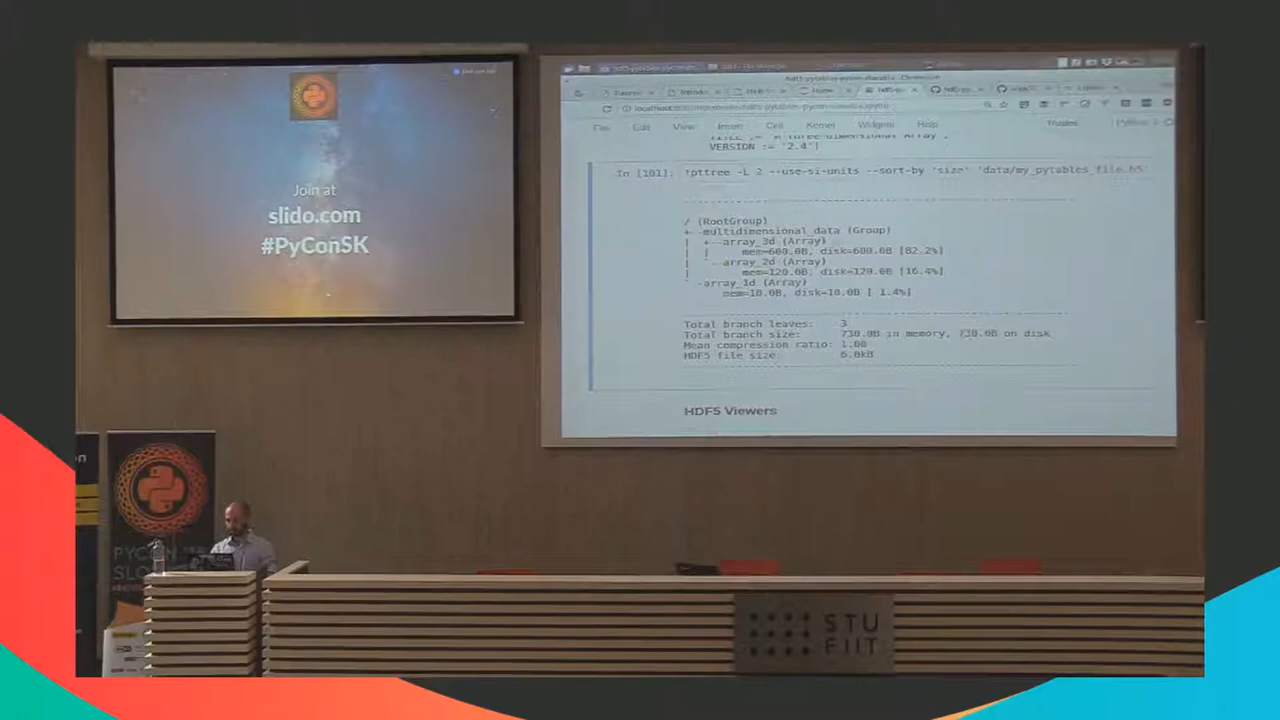 Join at
slido.com
#PyConSK
File Edit View Insert Cell Kernel Widgets Help
Trusted
VERSION := '2.4']
In [101]: !pttree -L 2 --use-si-units --sort-by 'size' 'data/my_pytables_file.h5'
/ (RootGroup)
+--multidimensional_data (Group)
| +--array_3d (Array)
| | mem=600.0B, disk=600.0B [82.2%]
| `--array_2d (Array)
| mem=120.0B, disk=120.0B [16.4%]
`--array_1d (Array)
mem=10.0B, disk=10.0B [ 1.4%]
Total branch leaves: 3
Total branch size: 730.0B in memory, 730.0B on disk
Mean compression ratio: 1.00
HDF5 file size: 6.0kB
HDF5 Viewers
PYCON
STU
FIIT